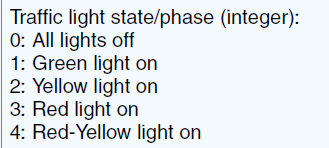 Traffic light state/phase (integer):
0: All lights off
1: Green light on
2: Yellow light on
3: Red light on
4: Red-Yellow light on